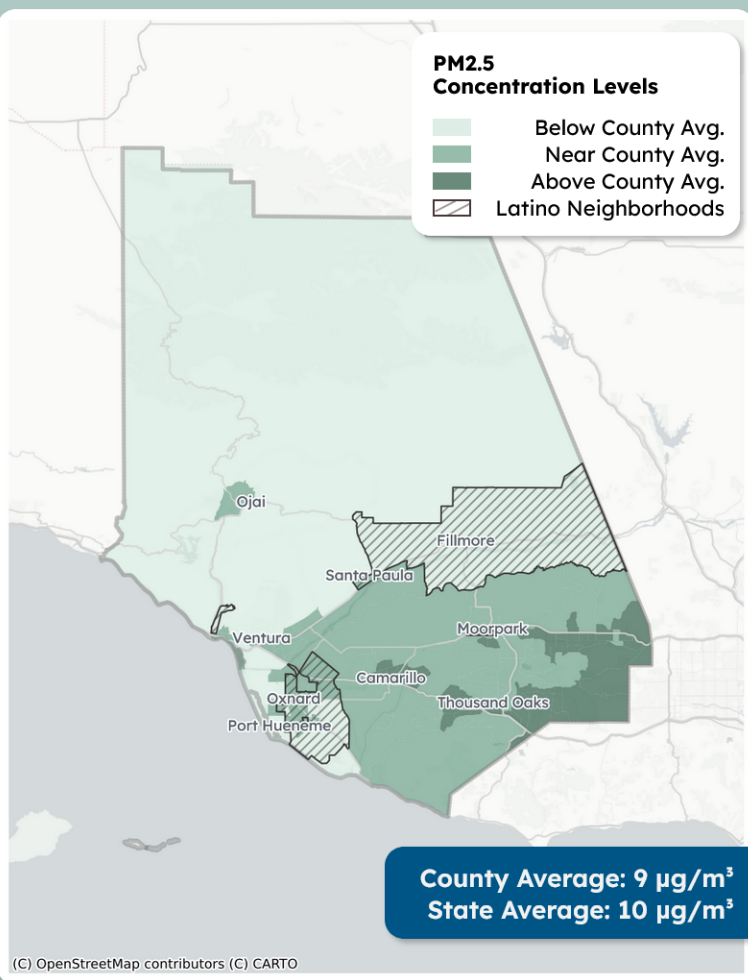 PM2.5
Concentration Levels
Below County Avg.
Near County Avg.
Above County Avg.
Latino Neighborhoods
Ojai
Fillmore
Santa Paula
Moorpark
Ventura
Camarillo
Oxnard
Thousand Oaks
Port Hueneme
County Average: 9 µg/m³
State Average: 10 µg/m³
(C) OpenStreetMap contributors (C) CARTO